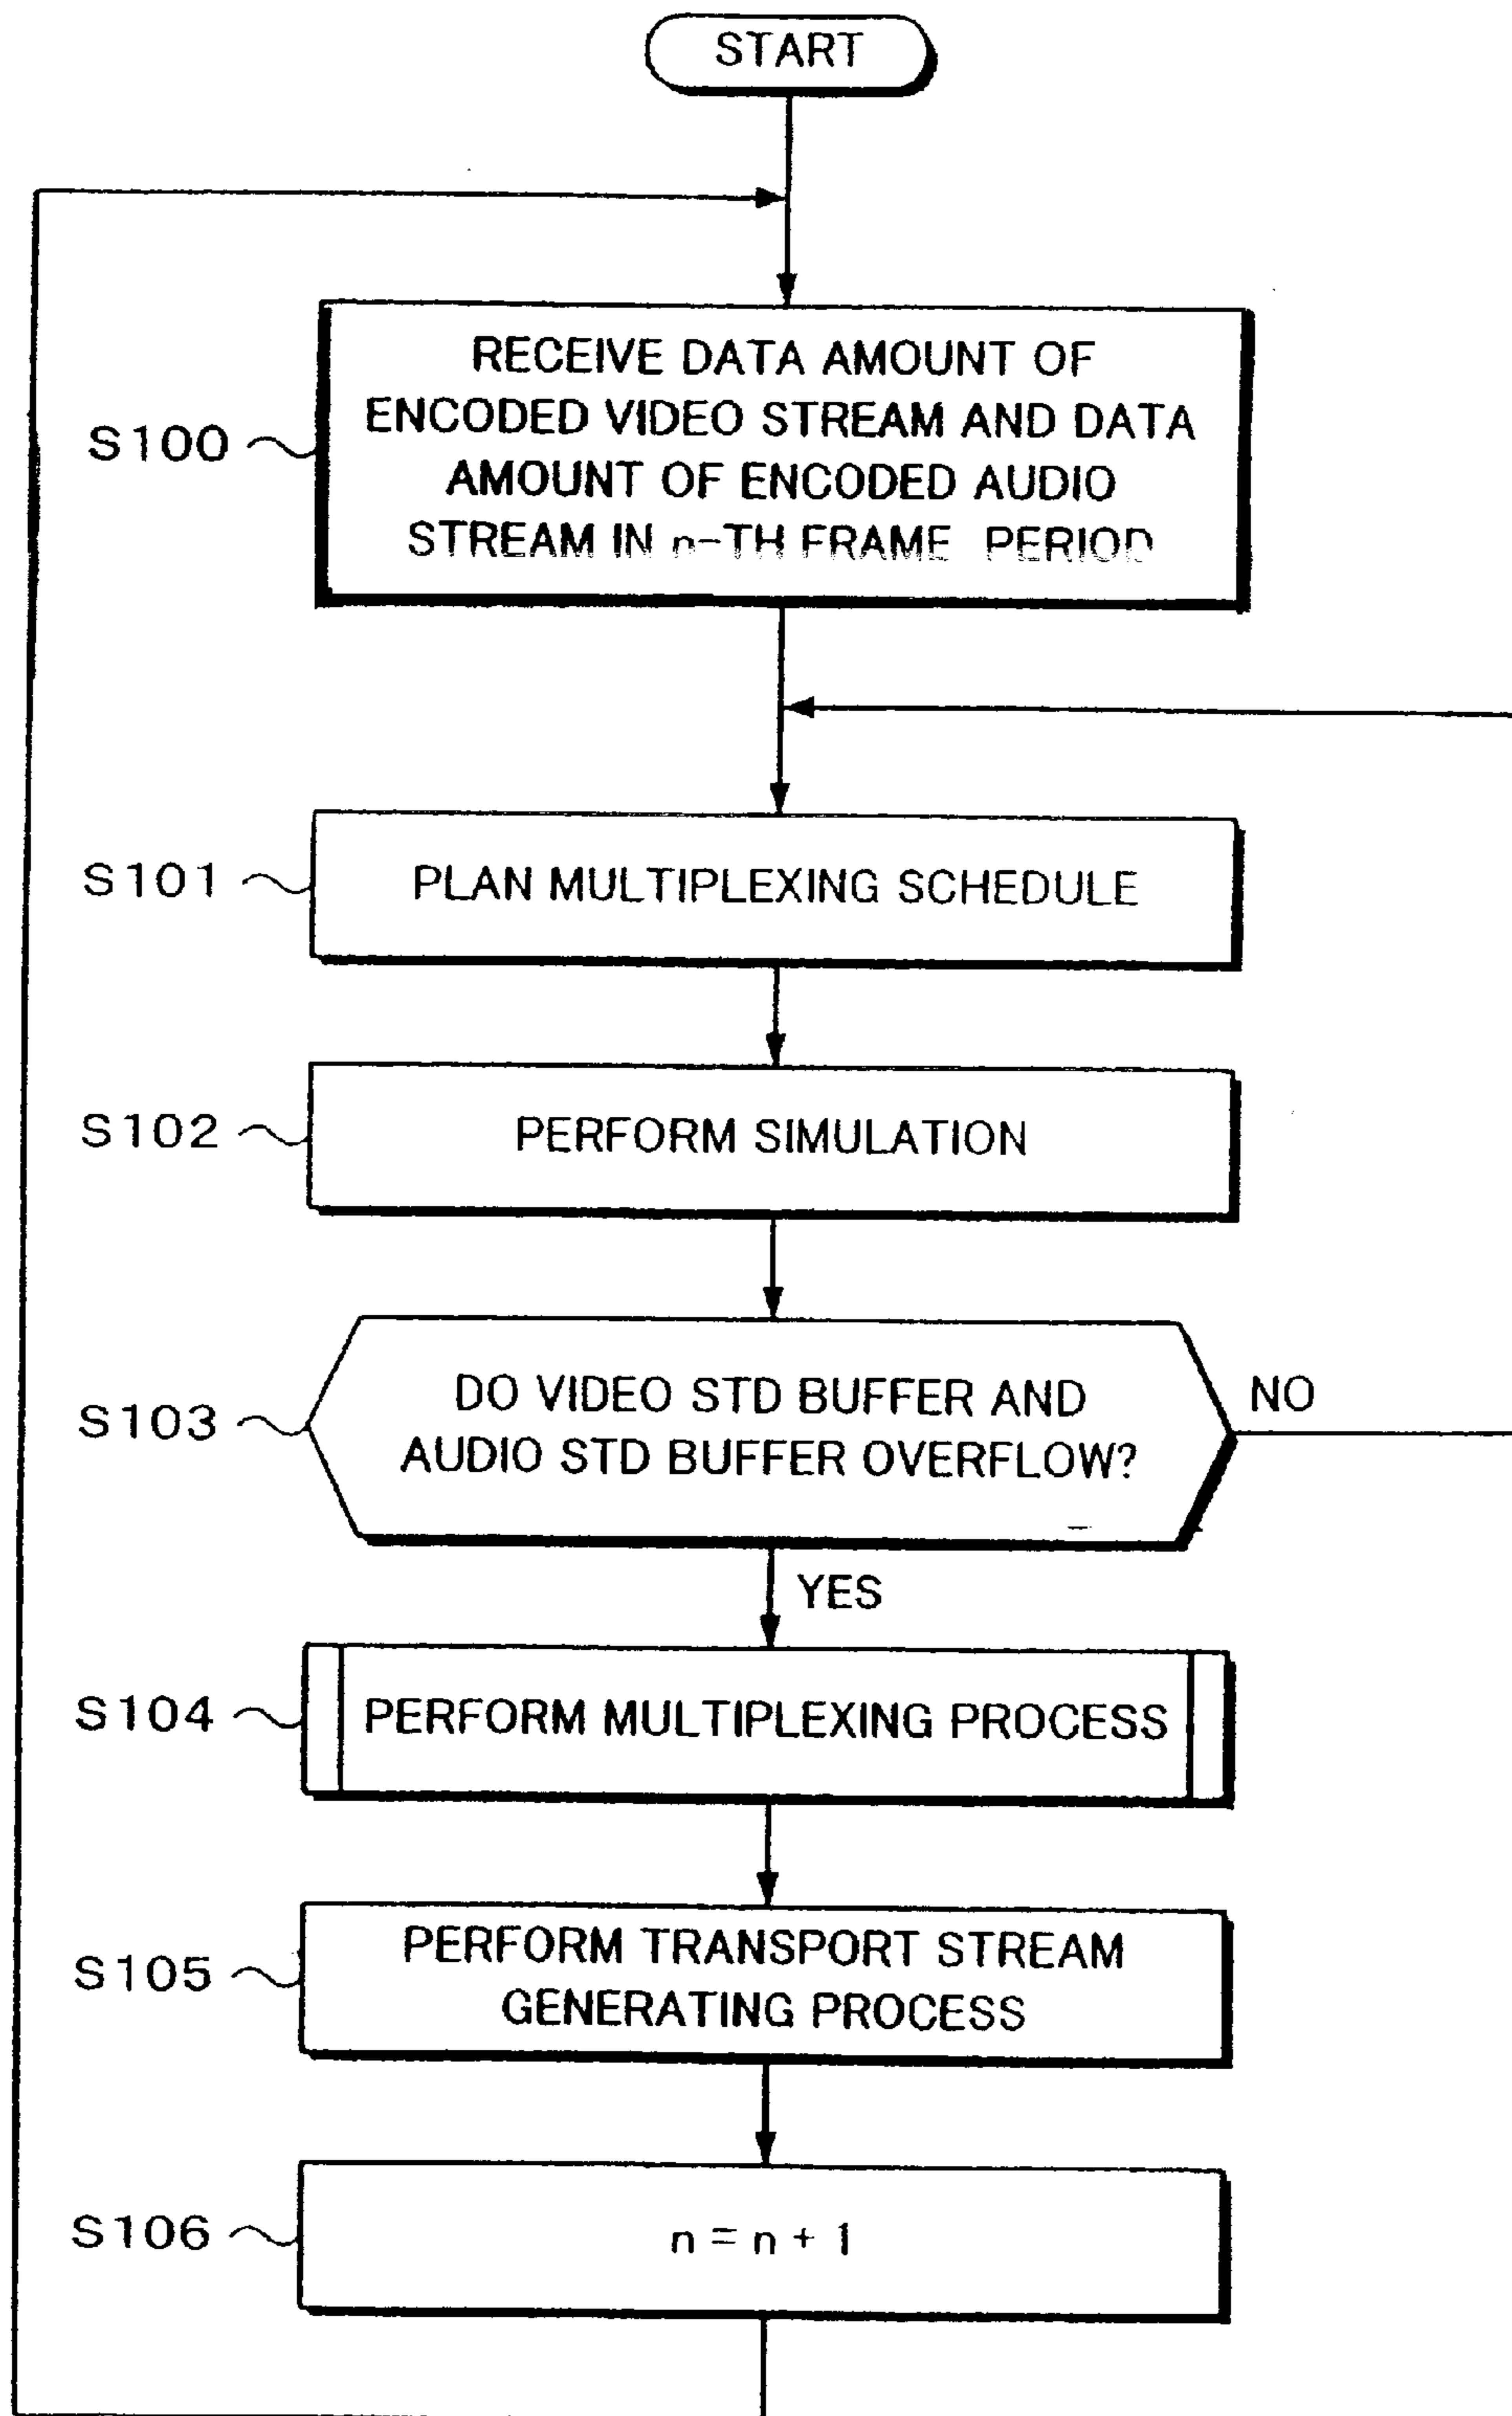 START
S100
RECEIVE DATA AMOUNT OF
ENCODED VIDEO STREAM AND DATA
AMOUNT OF ENCODED AUDIO
STREAM IN n-TH FRAME PERIOD
S101
PLAN MULTIPLEXING SCHEDULE
S102
PERFORM SIMULATION
S103
DO VIDEO STD BUFFER AND
AUDIO STD BUFFER OVERFLOW?
NO
YES
S104
PERFORM MULTIPLEXING PROCESS
S105
PERFORM TRANSPORT STREAM
GENERATING PROCESS
S106
n = n + 1